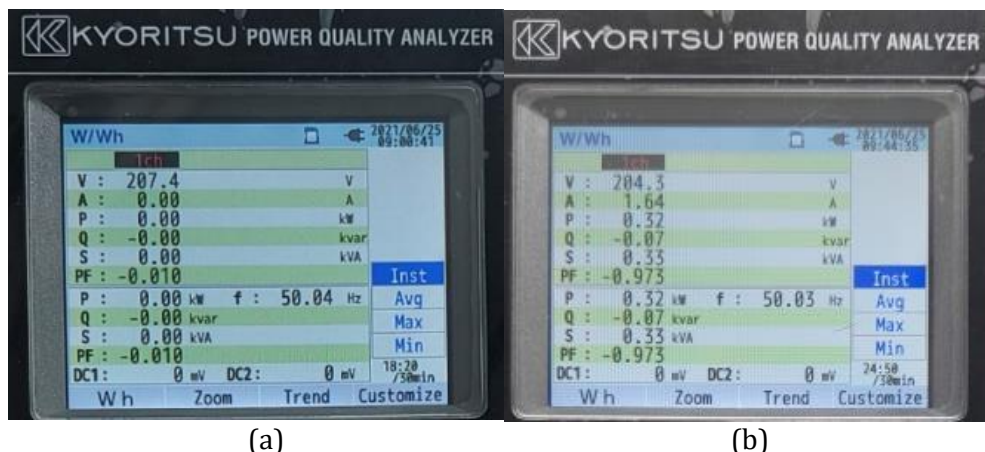 KYORITSU POWER QUALITY ANALYZER
W/Wh 2021/06/25
09:00:41
1ch
V : 207.4 V
A : 0.00 A
P : 0.00 kW
Q : -0.00 kvar
S : 0.00 kVA
PF : -0.010
Inst
P : 0.00 kW f : 50.04 Hz
Avg
Q : -0.00 kvar
Max
S : 0.00 kVA
Min
PF : -0.010
18:20
/30min
DC1 : 0 mV DC2 : 0 mV
Wh Zoom Trend Customize
(a)
KYORITSU POWER QUALITY ANALYZER
W/Wh 2021/06/25
09:44:35
1ch
V : 204.3 V
A : 1.64 A
P : 0.32 kW
Q : -0.07 kvar
S : 0.33 kVA
PF : -0.973
Inst
P : 0.32 kW f : 50.03 Hz
Avg
Q : -0.07 kvar
Max
S : 0.33 kVA
Min
PF : -0.973
24:50
/30min
DC1 : 0 mV DC2 : 0 mV
Wh Zoom Trend Customize
(b)